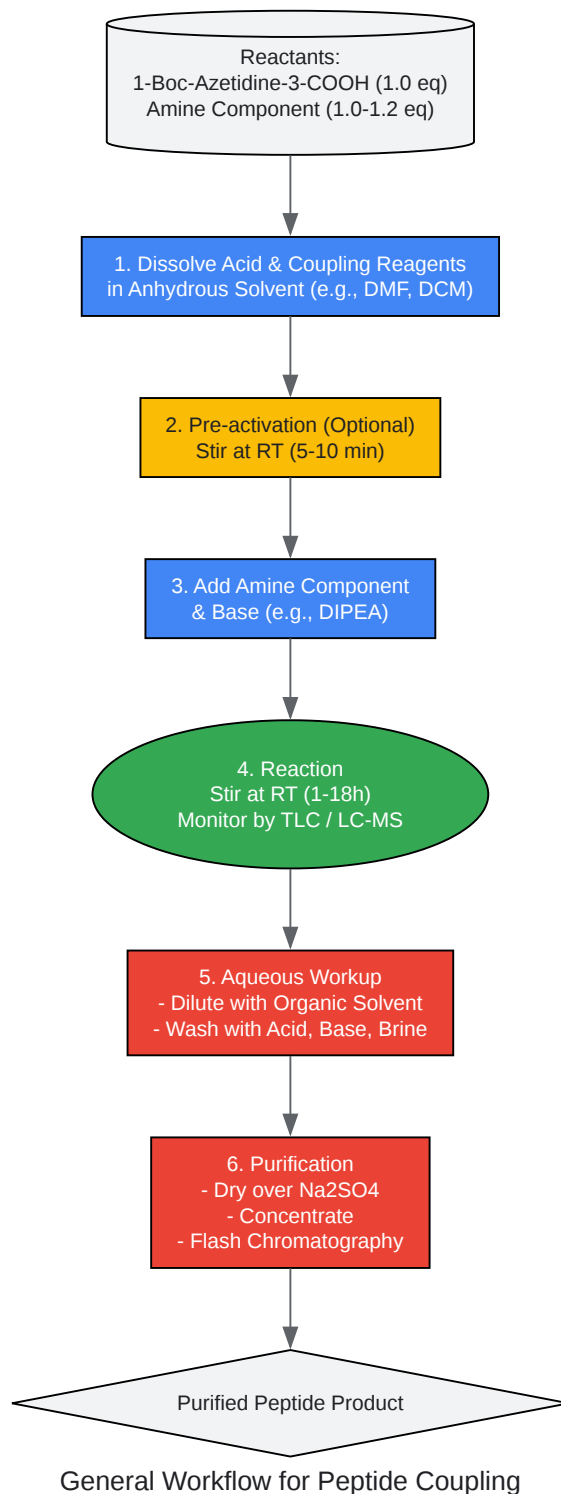 Reactants:
1-Boc-Azetidine-3-COOH (1.0 eq)
Amine Component (1.0-1.2 eq)
1. Dissolve Acid & Coupling Reagents
in Anhydrous Solvent (e.g., DMF, DCM)
2. Pre-activation (Optional)
Stir at RT (5-10 min)
3. Add Amine Component
& Base (e.g., DIPEA)
4. Reaction
Stir at RT (1-18h)
Monitor by TLC / LC-MS
5. Aqueous Workup
- Dilute with Organic Solvent
- Wash with Acid, Base, Brine
6. Purification
- Dry over Na2SO4
- Concentrate
- Flash Chromatography
Purified Peptide Product
General Workflow for Peptide Coupling